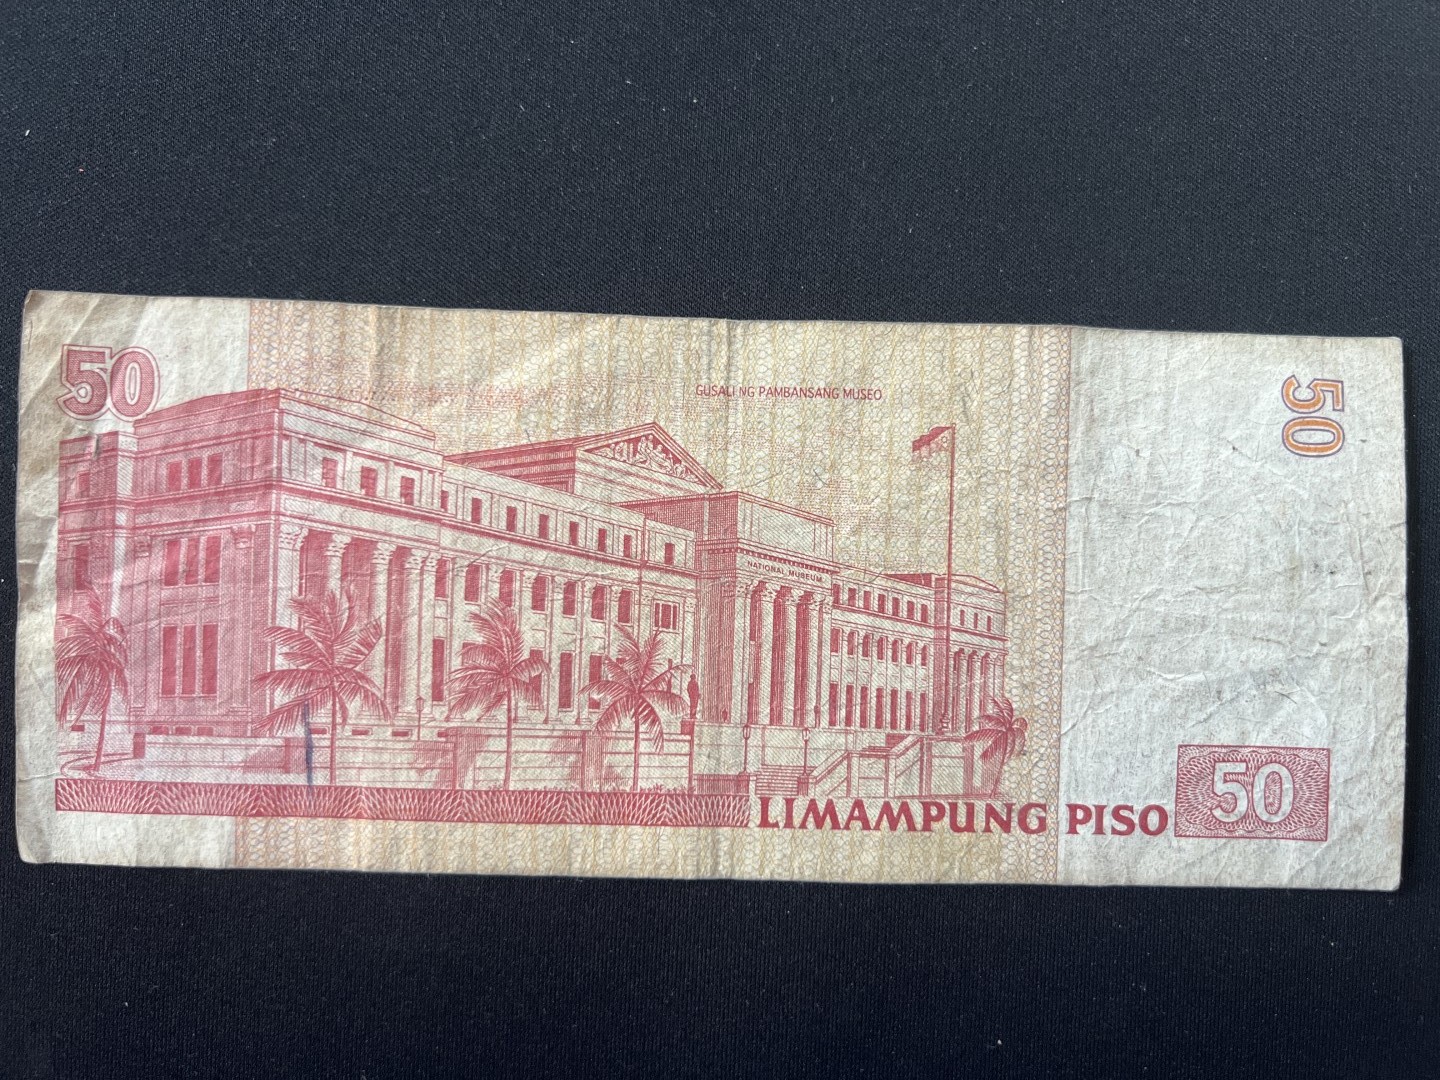 50
GUSALI NG PAMBANSANG MUSEO
50
NATIONAL MUSEUM
LIMAMPUNG PISO
50